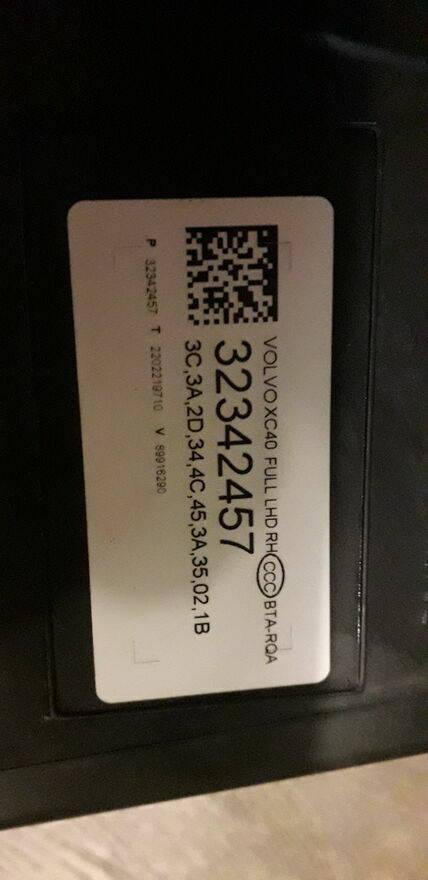 VOLVO XC40 FULL LHD RH CCC BTA-RQA
32342457
3C,3A,2D,34,4C,45,3A,35,02,1B
P 32342457 T 2202219710 V 89916290